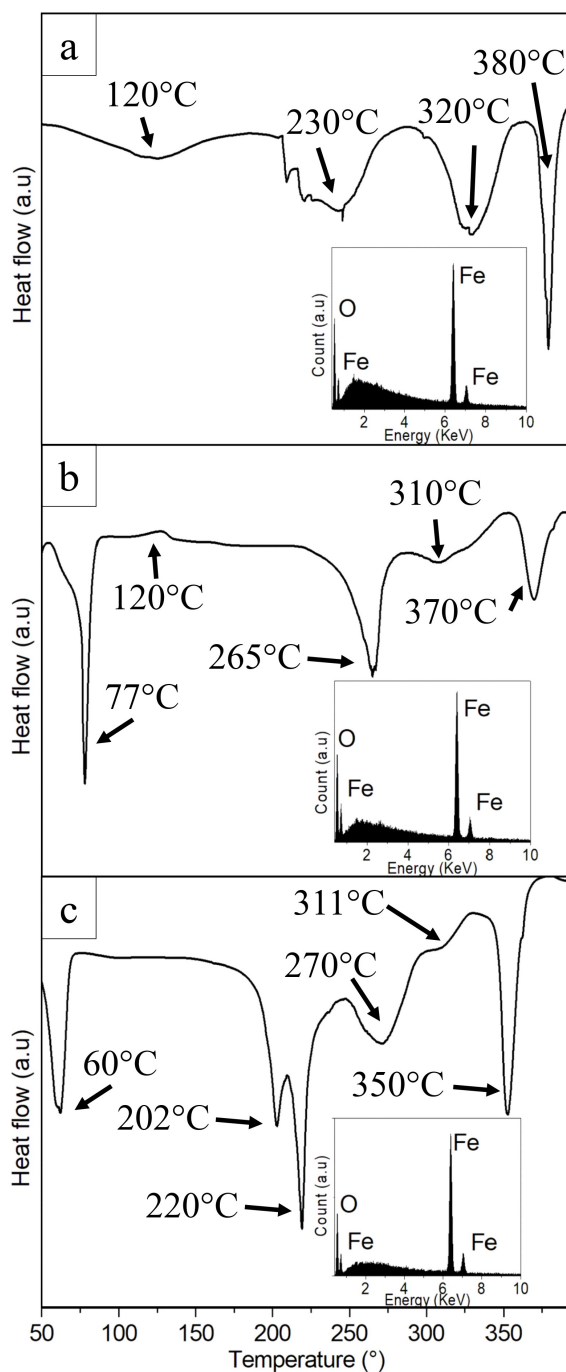 a
380°C
120°C
230°C
320°C
Heat flow (a.u)
Fe
O
Fe
Fe
Count (a.u)
2 4 6 8 10
Energy (KeV)
b
310°C
120°C
370°C
265°C
77°C
Heat flow (a.u)
Fe
O
Fe
Fe
Count (a.u)
2 4 6 8 10
Energy (KeV)
c
311°C
270°C
60°C
350°C
202°C
220°C
Heat flow (a.u)
Fe
O
Fe
Fe
Count (a.u)
2 4 6 8 10
Energy (KeV)
50 100 150 200 250 300 350
Temperature (°)